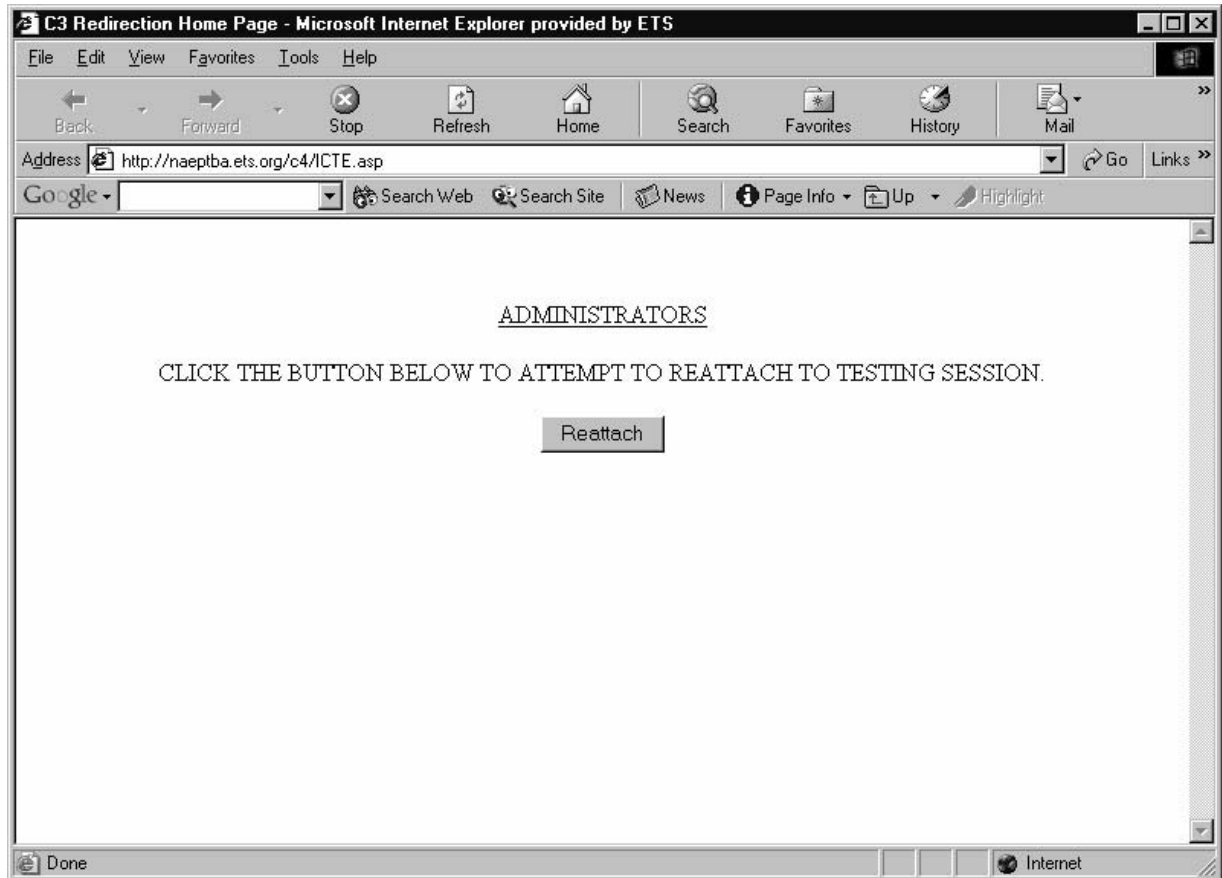 C3 Redirection Home Page - Microsoft Internet Explorer provided by ETS
File Edit View Favorites Tools Help
Back Forward Stop Refresh Home Search Favorites History Mail »
Address http://naeptba.ets.org/c4/ICTE.asp Go Links »
Google Search Web Search Site News Page Info Up Highlight
ADMINISTRATORS
CLICK THE BUTTON BELOW TO ATTEMPT TO REATTACH TO TESTING SESSION.
Reattach
Done Internet